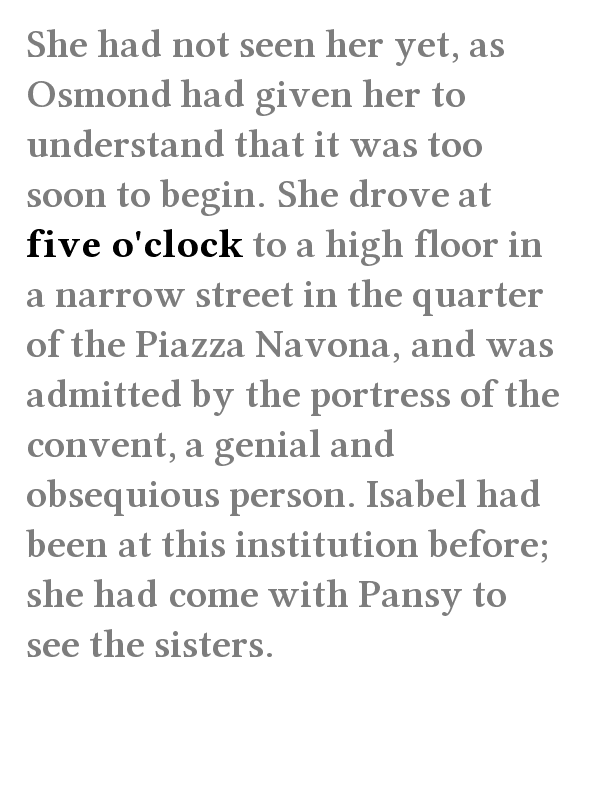 She had not seen her yet, as
Osmond had given her to
understand that it was too
soon to begin. She drove at
five o'clock to a high floor in
a narrow street in the quarter
of the Piazza Navona, and was
admitted by the portress of the
convent, a genial and
obsequious person. Isabel had
been at this institution before;
she had come with Pansy to
see the sisters.